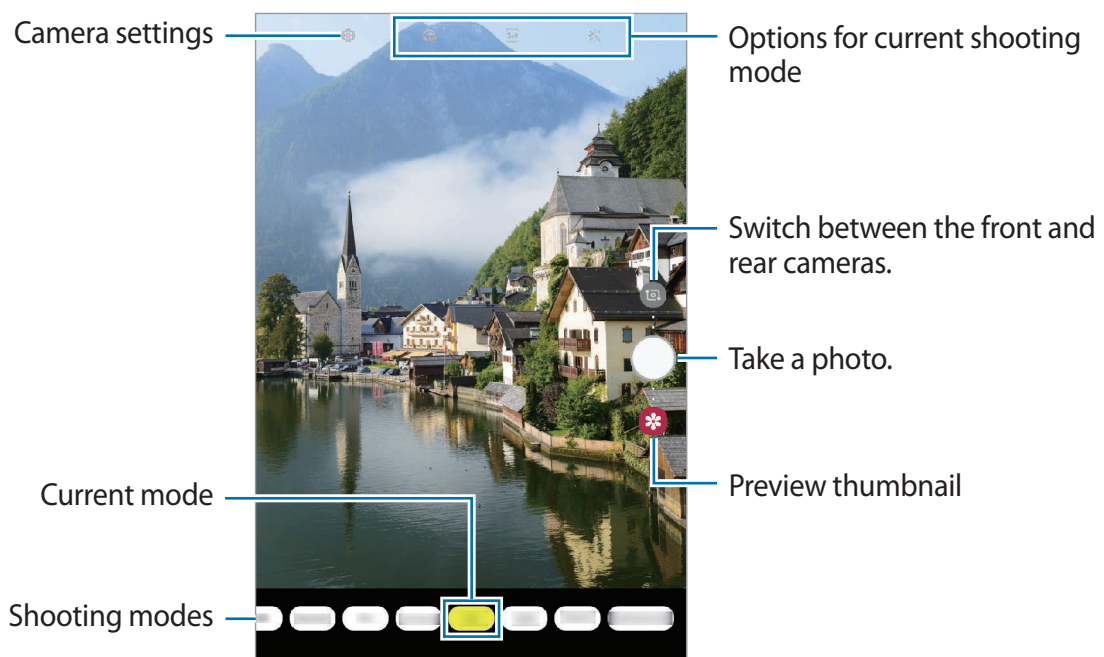 Camera settings
Options for current shooting
mode
Switch between the front and
rear cameras.
Take a photo.
Preview thumbnail
Current mode
Shooting modes